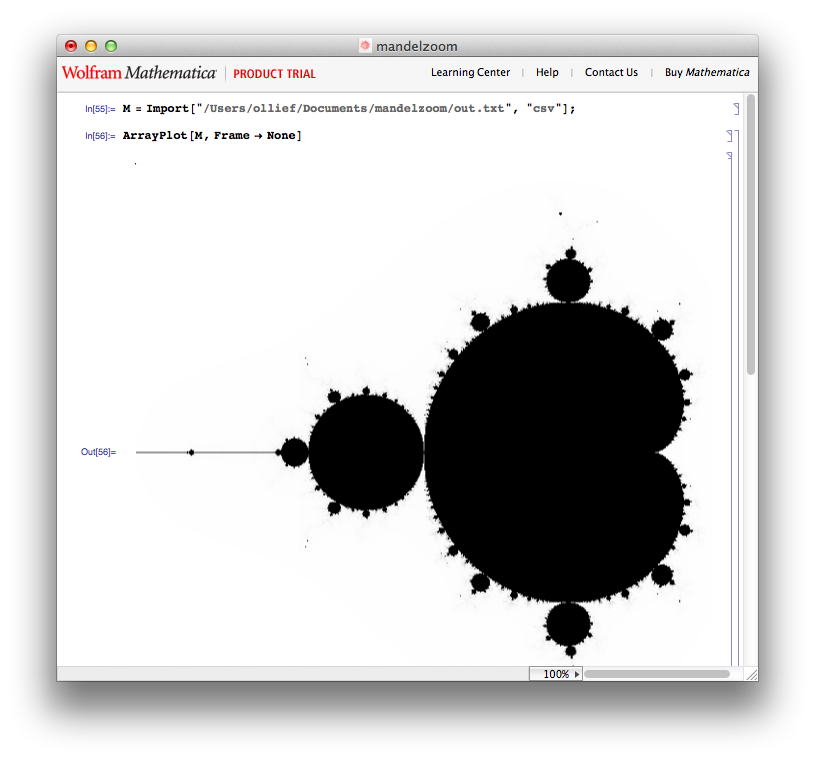 mandelzoom
Wolfram Mathematica PRODUCT TRIAL Learning Center Help Contact Us Buy Mathematica
In[55]:= M = Import["/Users/ollief/Documents/mandelzoom/out.txt", "csv"];
In[56]:= ArrayPlot[M, Frame → None]
Out[56]=
100%